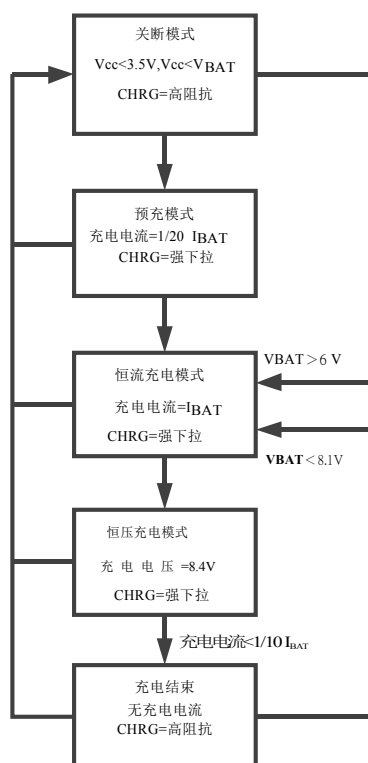 关断模式
Vcc<3.5V,Vcc<VBAT
CHRG=高阻抗
预充模式
充电电流=1/20 IBAT
CHRG=强下拉
VBAT＞6 V
恒流充电模式
充电电流=IBAT
CHRG=强下拉
VBAT＜8.1V
恒压充电模式
充 电 电 压 =8.4V
CHRG=强下拉
充电电流<1/10 IBAT
充电结束
无充电电流
CHRG=高阻抗